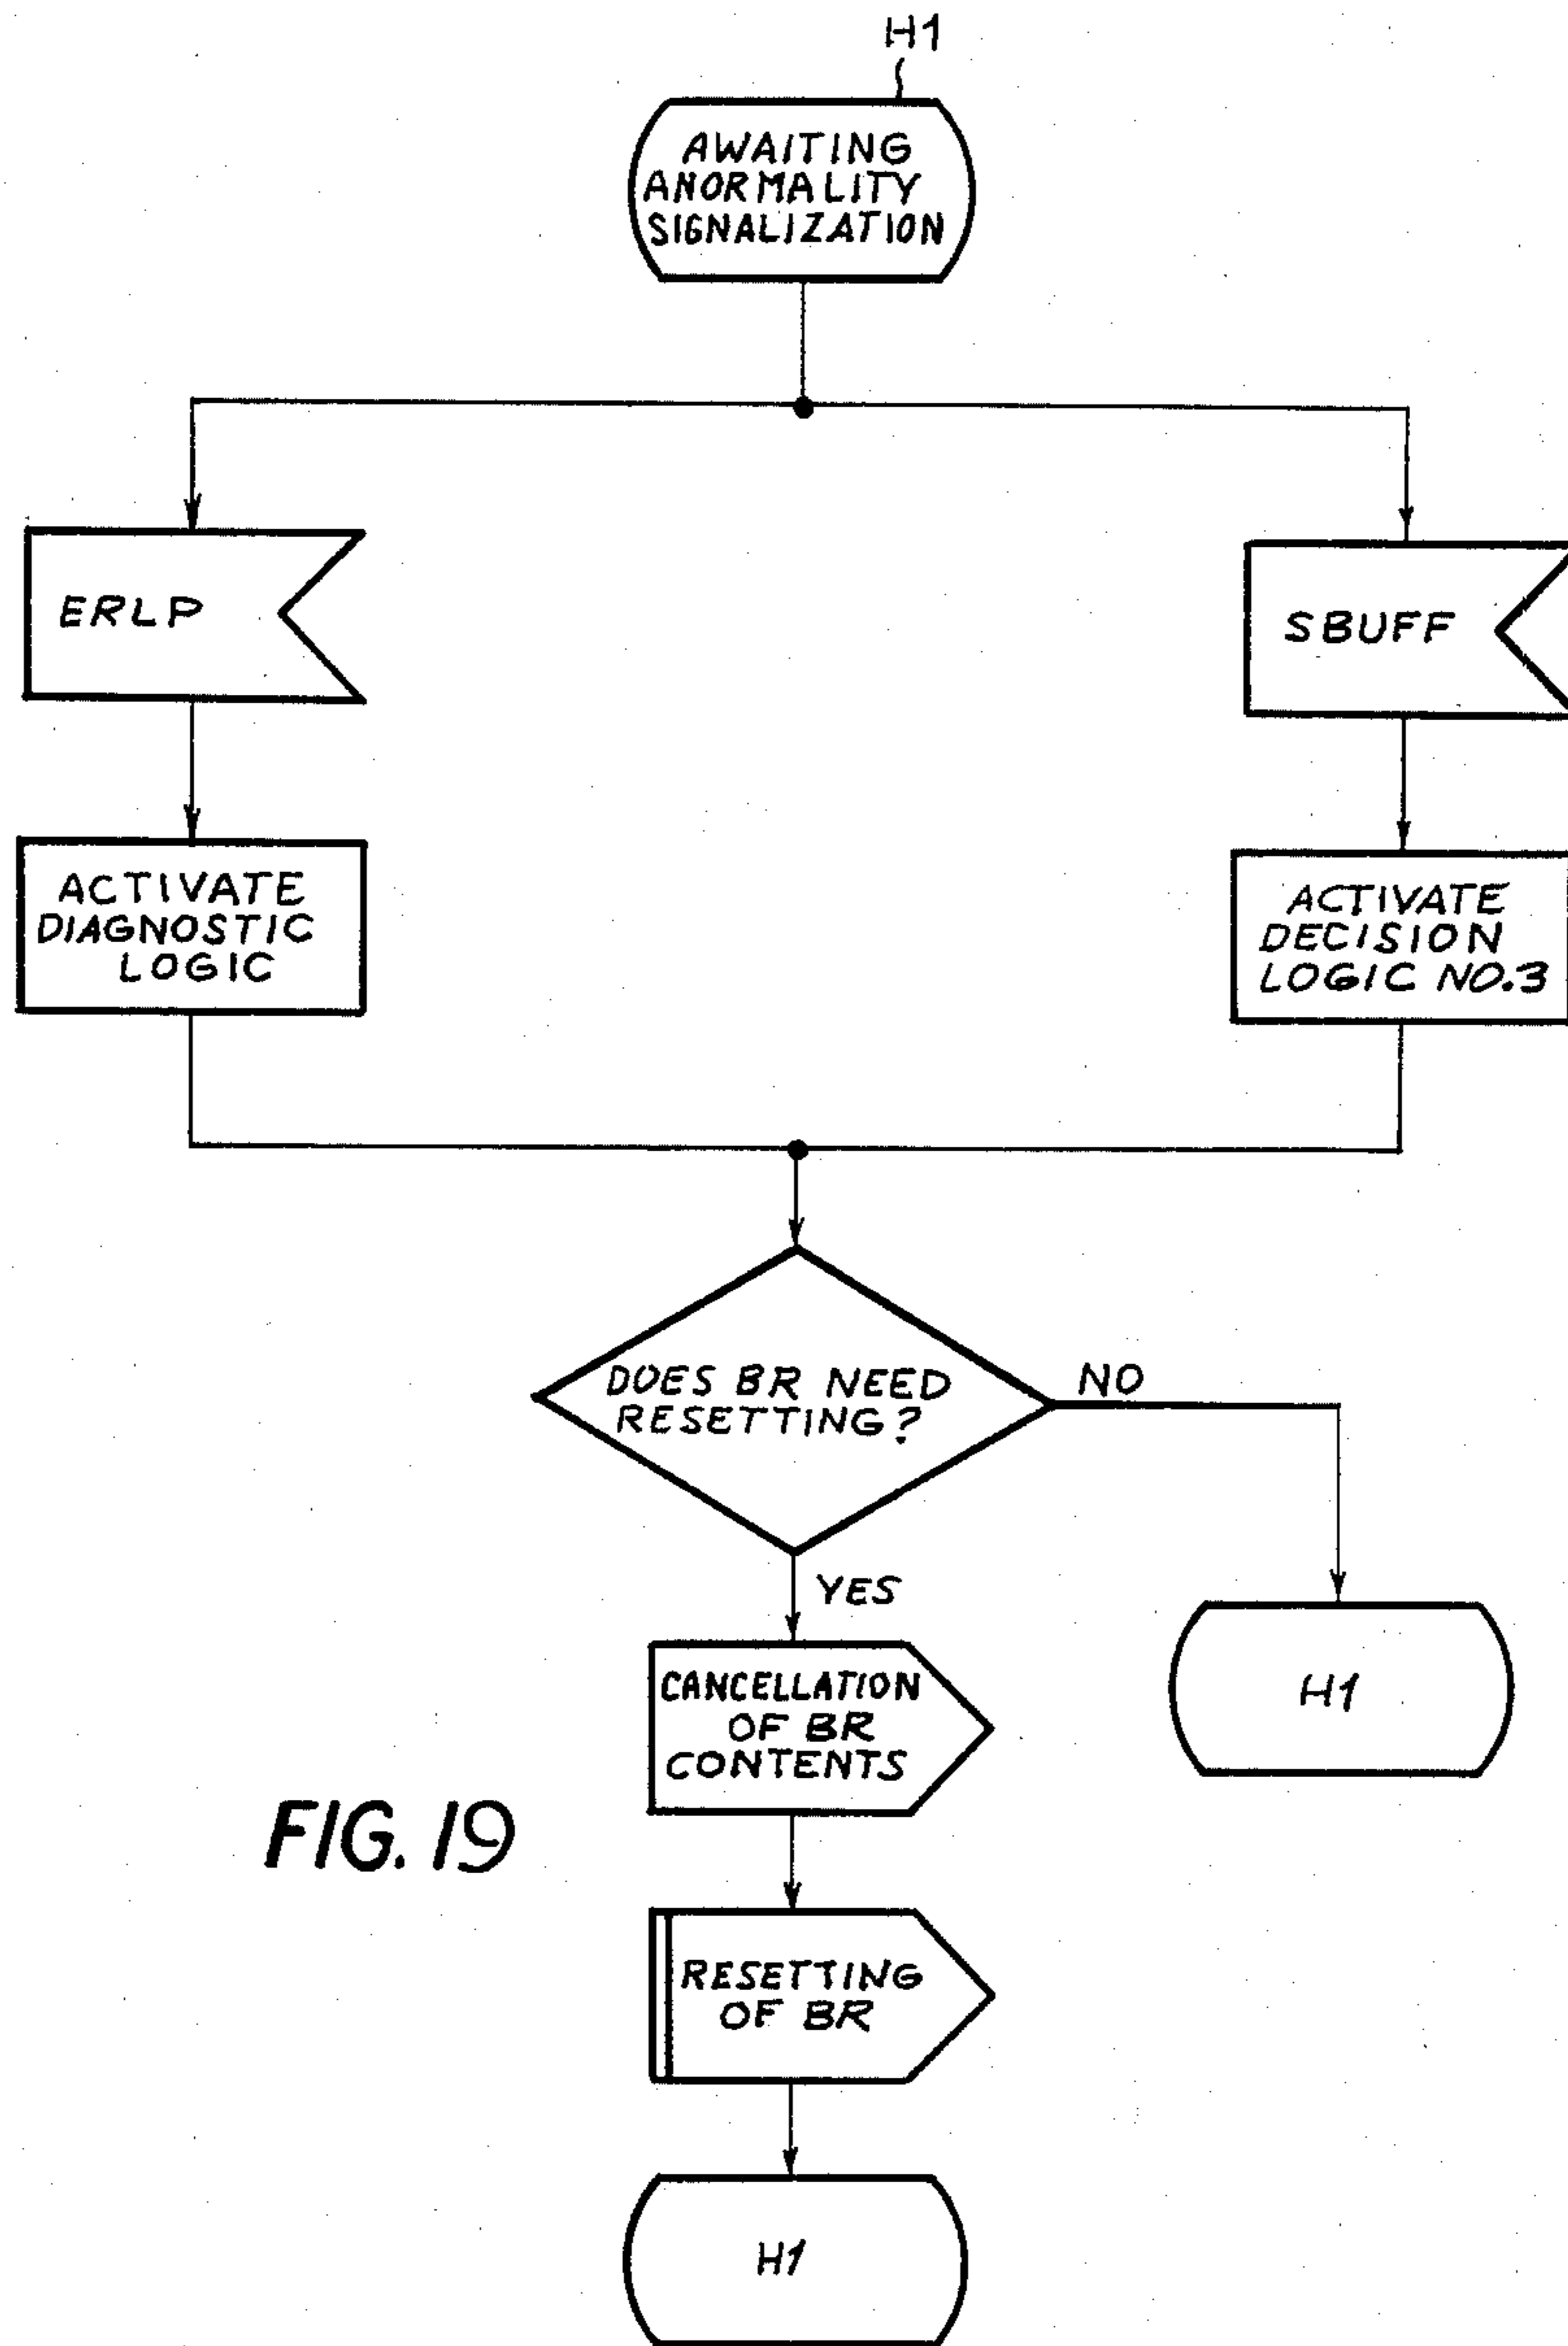 H1
AWAITING
ANORMALITY
SIGNALIZATION
ERLP
SBUFF
ACTIVATE
DIAGNOSTIC
LOGIC
ACTIVATE
DECISION
LOGIC NO.3
DOES BR NEED
RESETTING?
NO
YES
CANCELLATION
OF BR
CONTENTS
H1
FIG. 19
RESETTING
OF BR
H1